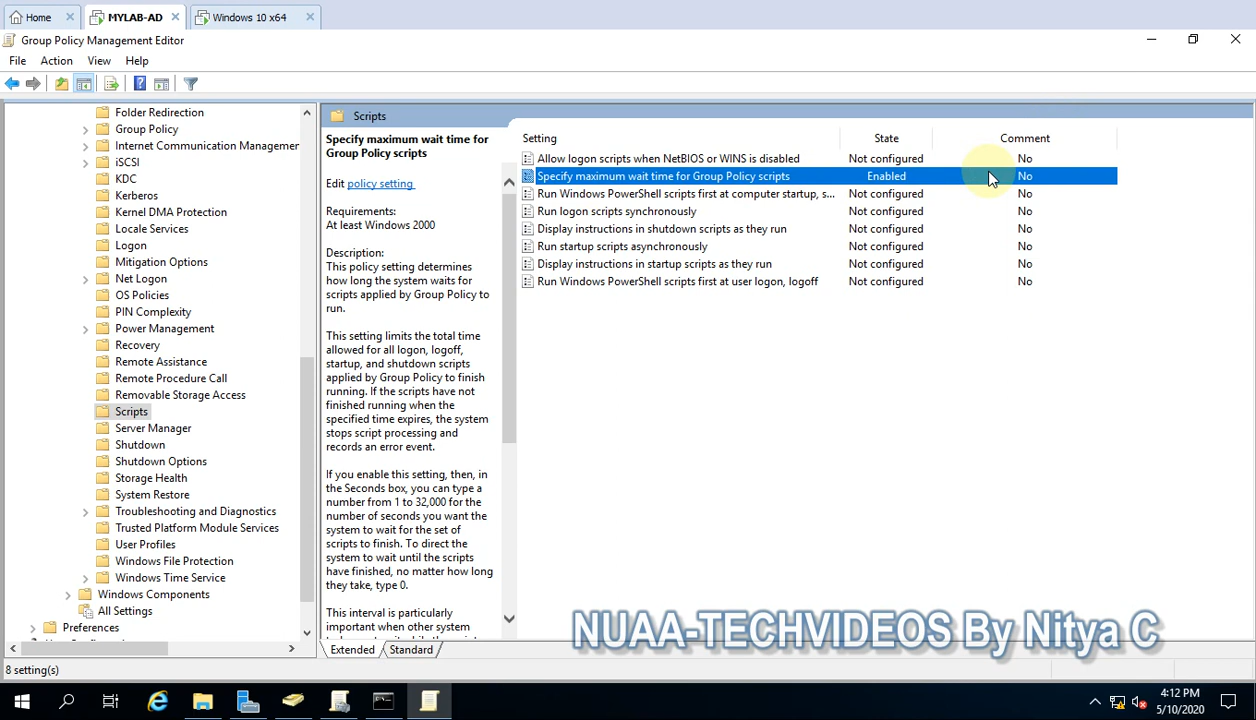 Home
MYLAB-AD
Windows 10 x64
Group Policy Management Editor
File Action View Help
Folder Redirection
Group Policy
Internet Communication Managemer
iSCSI
KDC
Kerberos
Kernel DMA Protection
Locale Services
Logon
Mitigation Options
Net Logon
OS Policies
PIN Complexity
Power Management
Recovery
Remote Assistance
Remote Procedure Call
Removable Storage Access
Scripts
Server Manager
Shutdown
Shutdown Options
Storage Health
System Restore
Troubleshooting and Diagnostics
Trusted Platform Module Services
User Profiles
Windows File Protection
Windows Time Service
Windows Components
All Settings
Preferences
Scripts
Specify maximum wait time for
Group Policy scripts
Edit policy setting
Requirements:
At least Windows 2000
Description:
This policy setting determines
how long the system waits for
scripts applied by Group Policy to
run.
This setting limits the total time
allowed for all logon, logoff,
startup, and shutdown scripts
applied by Group Policy to finish
running. If the scripts have not
finished running when the
specified time expires, the system
stops script processing and
records an error event.
If you enable this setting, then, in
the Seconds box, you can type a
number from 1 to 32,000 for the
number of seconds you want the
system to wait for the set of
scripts to finish. To direct the
system to wait until the scripts
have finished, no matter how long
they take, type 0.
This interval is particularly
important when other system
Setting State Comment
Allow logon scripts when NetBIOS or WINS is disabled Not configured No
Specify maximum wait time for Group Policy scripts Enabled No
Run Windows PowerShell scripts first at computer startup, s... Not configured No
Run logon scripts synchronously Not configured No
Display instructions in shutdown scripts as they run Not configured No
Run startup scripts asynchronously Not configured No
Display instructions in startup scripts as they run Not configured No
Run Windows PowerShell scripts first at user logon, logoff Not configured No
NUAA-TECHVIDEOS By Nitya C
Extended Standard
8 setting(s)
4:12 PM
5/10/2020